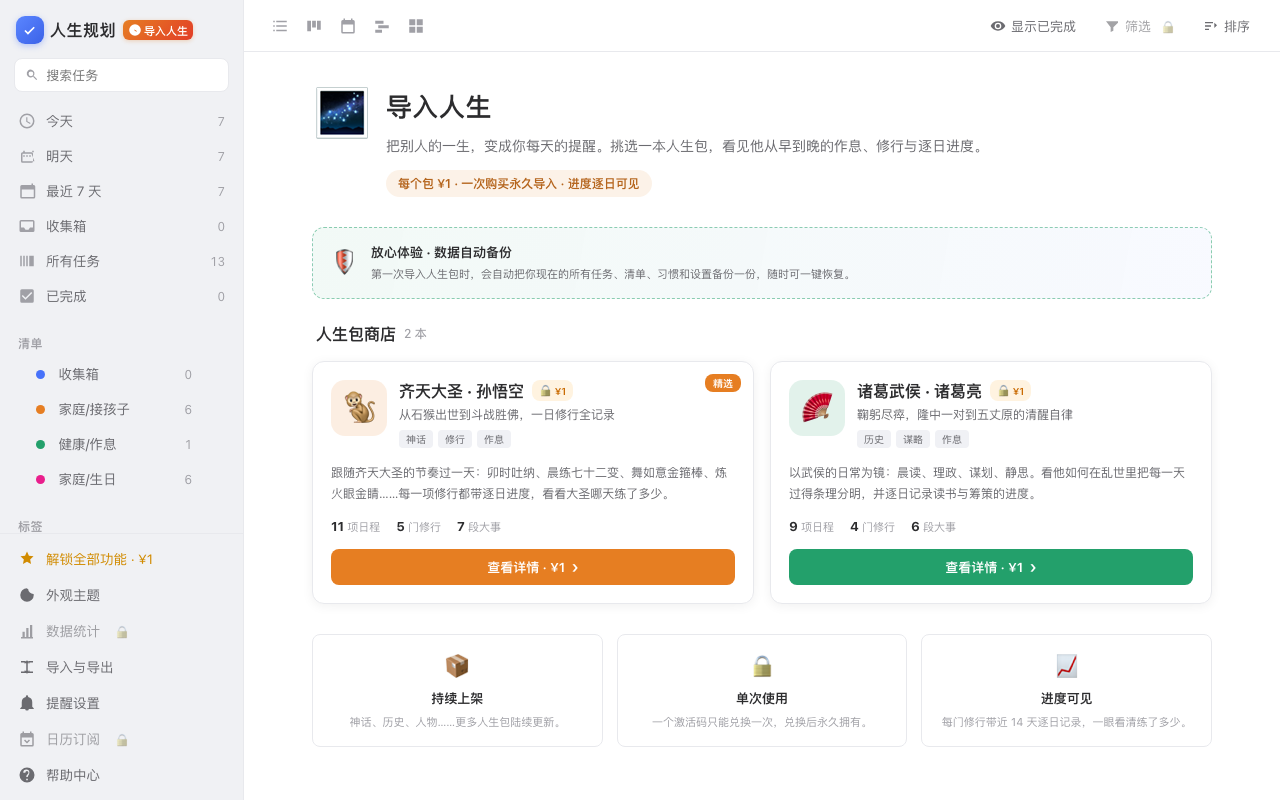 人生规划
导入人生
搜索任务
今天 7
明天 7
最近 7 天 7
收集箱 0
所有任务 13
已完成 0
清单
收集箱 0
家庭/接孩子 6
健康/作息 1
家庭/生日 6
标签
解锁全部功能 · ¥1
外观主题
数据统计
导入与导出
提醒设置
日历订阅
帮助中心
显示已完成
筛选
排序
导入人生
把别人的一生，变成你每天的提醒。挑选一本人生包，看见他从早到晚的作息、修行与逐日进度。
每个包 ¥1 · 一次购买永久导入 · 进度逐日可见
放心体验 · 数据自动备份
第一次导入人生包时，会自动把你现在的所有任务、清单、习惯和设置备份一份，随时可一键恢复。
人生包商店 2 本
齐天大圣 · 孙悟空 ¥1
精选
从石猴出世到斗战胜佛，一日修行全记录
神话 修行 作息
跟随齐天大圣的节奏过一天：卯时吐纳、晨练七十二变、舞如意金箍棒、炼
火眼金睛……每一项修行都带逐日进度，看看大圣哪天练了多少。
11 项日程 5 门修行 7 段大事
查看详情 · ¥1 ›
诸葛武侯 · 诸葛亮 ¥1
鞠躬尽瘁，隆中一对到五丈原的清醒自律
历史 谋略 作息
以武侯的日常为镜：晨读、理政、谋划、静思。看他如何在乱世里把每一天
过得条理分明，并逐日记录读书与筹策的进度。
9 项日程 4 门修行 6 段大事
查看详情 · ¥1 ›
持续上架
神话、历史、人物……更多人生包陆续更新。
单次使用
一个激活码只能兑换一次，兑换后永久拥有。
进度可见
每门修行带近 14 天逐日记录，一眼看清练了多少。